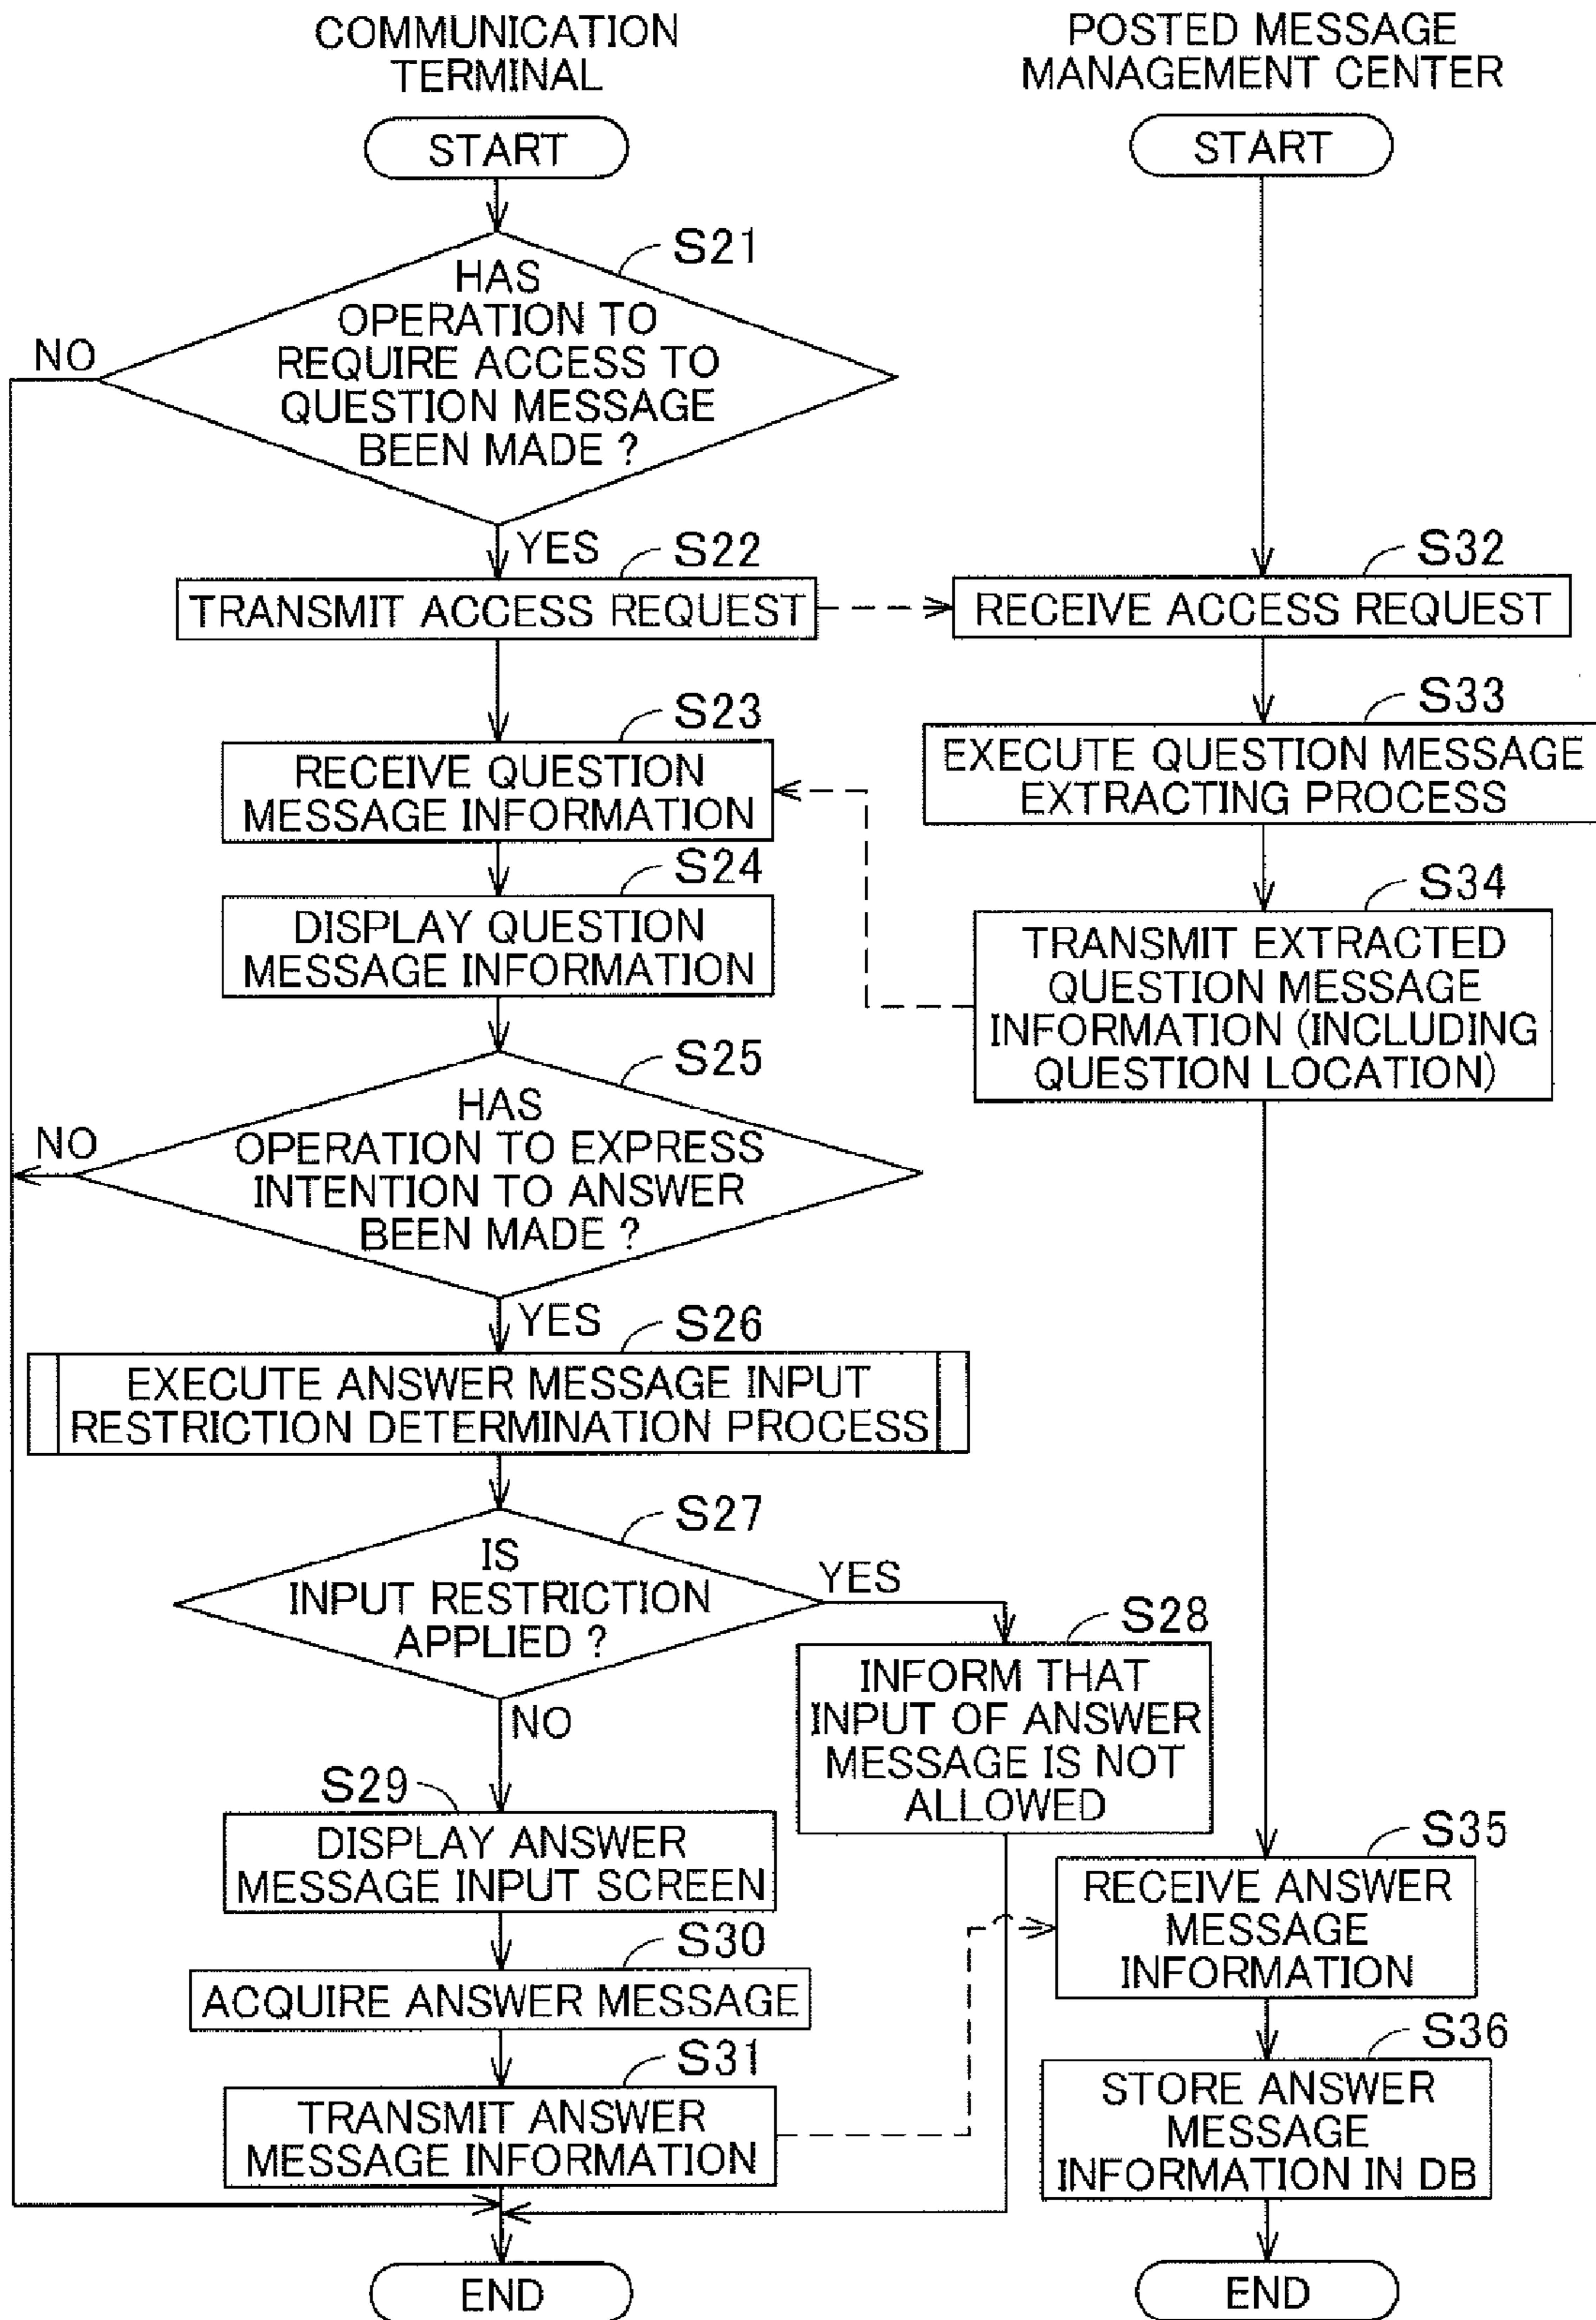 COMMUNICATION
TERMINAL
START
S21
HAS
OPERATION TO
REQUIRE ACCESS TO
QUESTION MESSAGE
BEEN MADE ?
NO
YES
S22
TRANSMIT ACCESS REQUEST
S23
RECEIVE QUESTION
MESSAGE INFORMATION
S24
DISPLAY QUESTION
MESSAGE INFORMATION
S25
HAS
OPERATION TO EXPRESS
INTENTION TO ANSWER
BEEN MADE ?
NO
YES
S26
EXECUTE ANSWER MESSAGE INPUT
RESTRICTION DETERMINATION PROCESS
S27
IS
INPUT RESTRICTION
APPLIED ?
YES
S28
INFORM THAT
INPUT OF ANSWER
MESSAGE IS NOT
ALLOWED
NO
S29
DISPLAY ANSWER
MESSAGE INPUT SCREEN
S30
ACQUIRE ANSWER MESSAGE
S31
TRANSMIT ANSWER
MESSAGE INFORMATION
END
POSTED MESSAGE
MANAGEMENT CENTER
START
S32
RECEIVE ACCESS REQUEST
S33
EXECUTE QUESTION MESSAGE
EXTRACTING PROCESS
S34
TRANSMIT EXTRACTED
QUESTION MESSAGE
INFORMATION (INCLUDING
QUESTION LOCATION)
S35
RECEIVE ANSWER
MESSAGE
INFORMATION
S36
STORE ANSWER
MESSAGE
INFORMATION IN DB
END